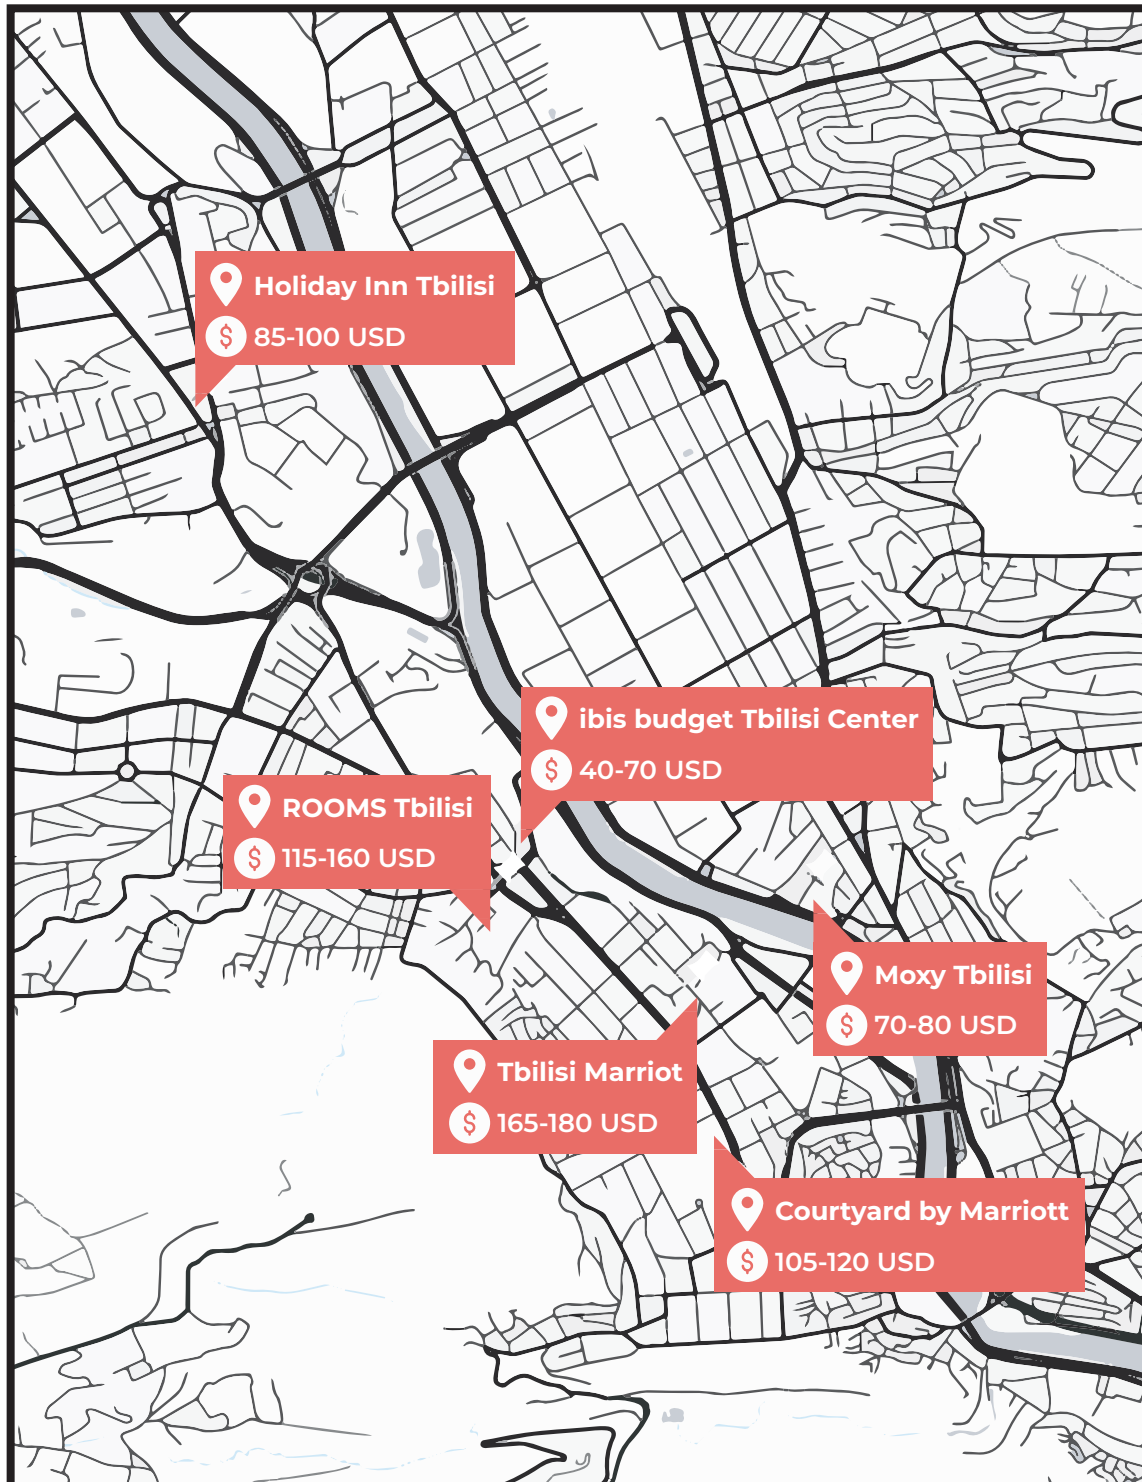 Holiday Inn Tbilisi
$ 85-100 USD
ibis budget Tbilisi Center
$ 40-70 USD
ROOMS Tbilisi
$ 115-160 USD
Moxy Tbilisi
$ 70-80 USD
Tbilisi Marriot
$ 165-180 USD
Courtyard by Marriott
$ 105-120 USD